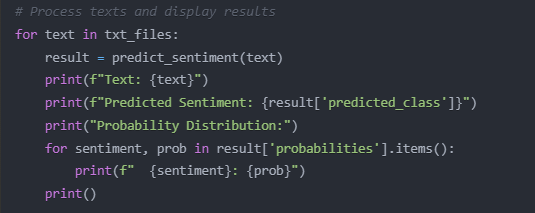 # Process texts and display results
for text in txt_files:
    result = predict_sentiment(text)
    print(f"Text: {text}")
    print(f"Predicted Sentiment: {result['predicted_class']}")
    print("Probability Distribution:")
    for sentiment, prob in result['probabilities'].items():
        print(f"  {sentiment}: {prob}")
    print()